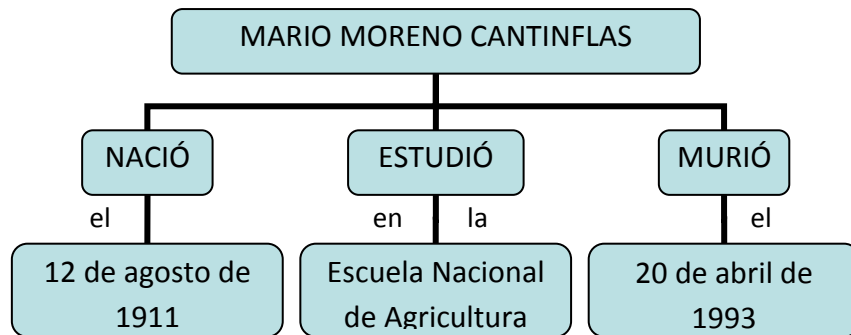 MARIO MORENO CANTINFLAS
NACIÓ
ESTUDIÓ
MURIÓ
el
en la
el
12 de agosto de
1911
Escuela Nacional
de Agricultura
20 de abril de
1993